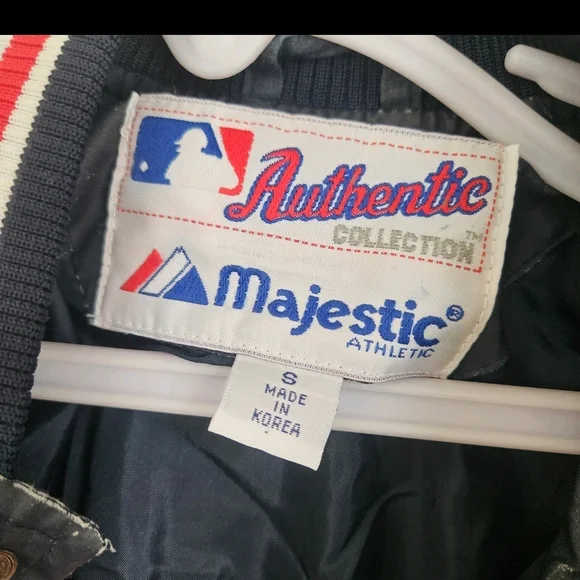 Authentic
COLLECTION™
Majestic®
ATHLETIC
S
MADE
IN
KOREA